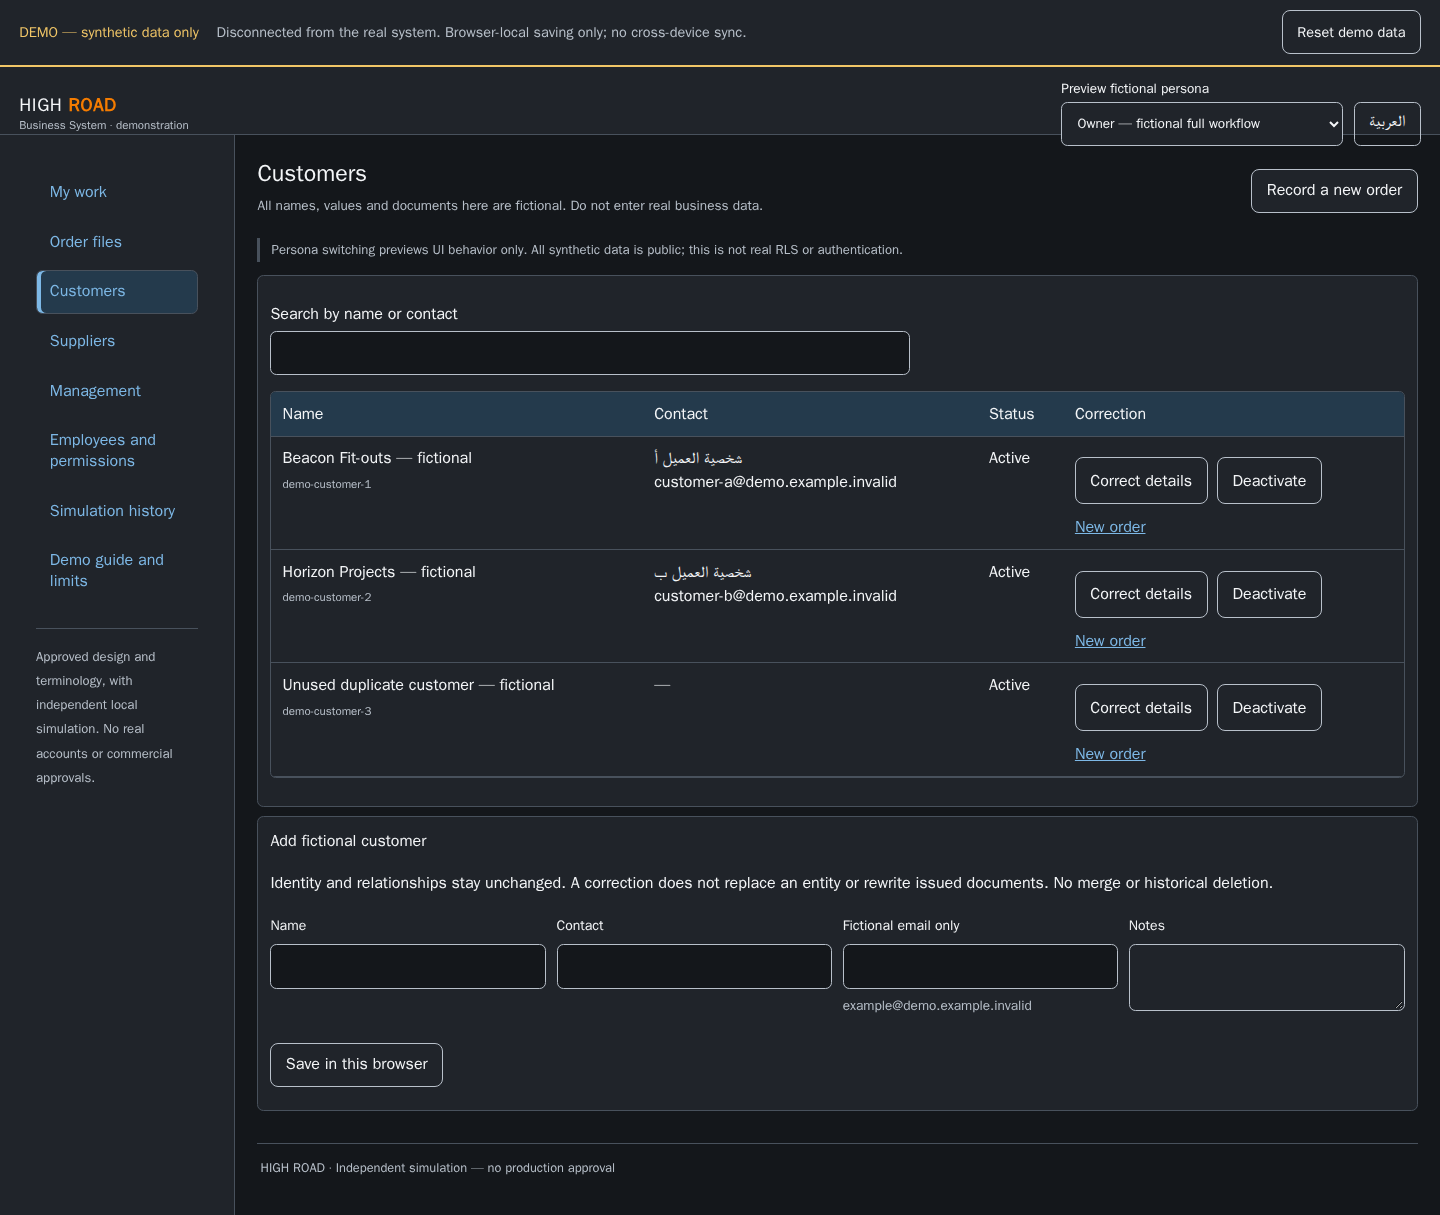 DEMO — synthetic data only
Disconnected from the real system. Browser-local saving only; no cross-device sync.
Reset demo data
HIGH ROAD
Business System · demonstration
Preview fictional persona
Owner — fictional full workflow
العربية
My work
Order files
Customers
Suppliers
Management
Employees and
permissions
Simulation history
Demo guide and
limits
Approved design and
terminology, with
independent local
simulation. No real
accounts or commercial
approvals.
Customers
All names, values and documents here are fictional. Do not enter real business data.
Record a new order
Persona switching previews UI behavior only. All synthetic data is public; this is not real RLS or authentication.
Search by name or contact
Name Contact Status Correction
Beacon Fit-outs — fictional
demo-customer-1
شخصية العميل أ
customer-a@demo.example.invalid
Active
Correct details Deactivate
New order
Horizon Projects — fictional
demo-customer-2
شخصية العميل ب
customer-b@demo.example.invalid
Active
Correct details Deactivate
New order
Unused duplicate customer — fictional
demo-customer-3
—
Active
Correct details Deactivate
New order
Add fictional customer
Identity and relationships stay unchanged. A correction does not replace an entity or rewrite issued documents. No merge or historical deletion.
Name Contact Fictional email only Notes
example@demo.example.invalid
Save in this browser
HIGH ROAD · Independent simulation — no production approval